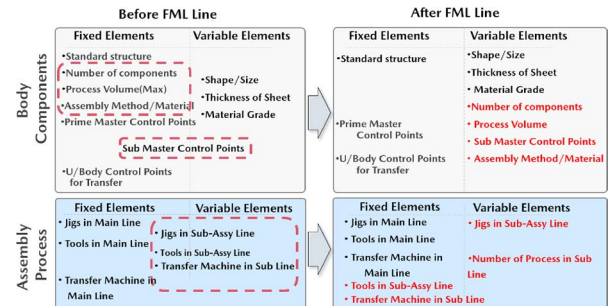 Before FML Line
After FML Line
Body
Components
Fixed Elements
Variable Elements
•Standard structure
•Number of components
•Process Volume(Max)
•Assembly Method/Material
•Prime Master Control Points
•Shape/Size
•Thickness of Sheet
•Material Grade
Sub Master Control Points
•U/Body Control Points
for Transfer
Fixed Elements
Variable Elements
•Standard structure
•Prime Master
Control Points
•U/Body Control Points
for Transfer
•Shape/Size
•Thickness of Sheet
•Material Grade
•Number of components
•Process Volume
•Sub Master Control Points
•Assembly Method/Material
Assembly
Process
Fixed Elements
Variable Elements
•Jigs in Main Line
•Tools in Main Line
•Transfer Machine in
Main Line
•Jigs in Sub-Assy Line
•Tools in Sub-Assy Line
•Transfer Machine in Sub Line
Fixed Elements
Variable Elements
•Jigs in Main Line
•Tools in Main Line
•Transfer Machine in
Main Line
•Tools in Sub-Assy Line
•Transfer Machine in Sub Line
•Jigs in Sub-Assy Line
•Number of Process in Sub
Line